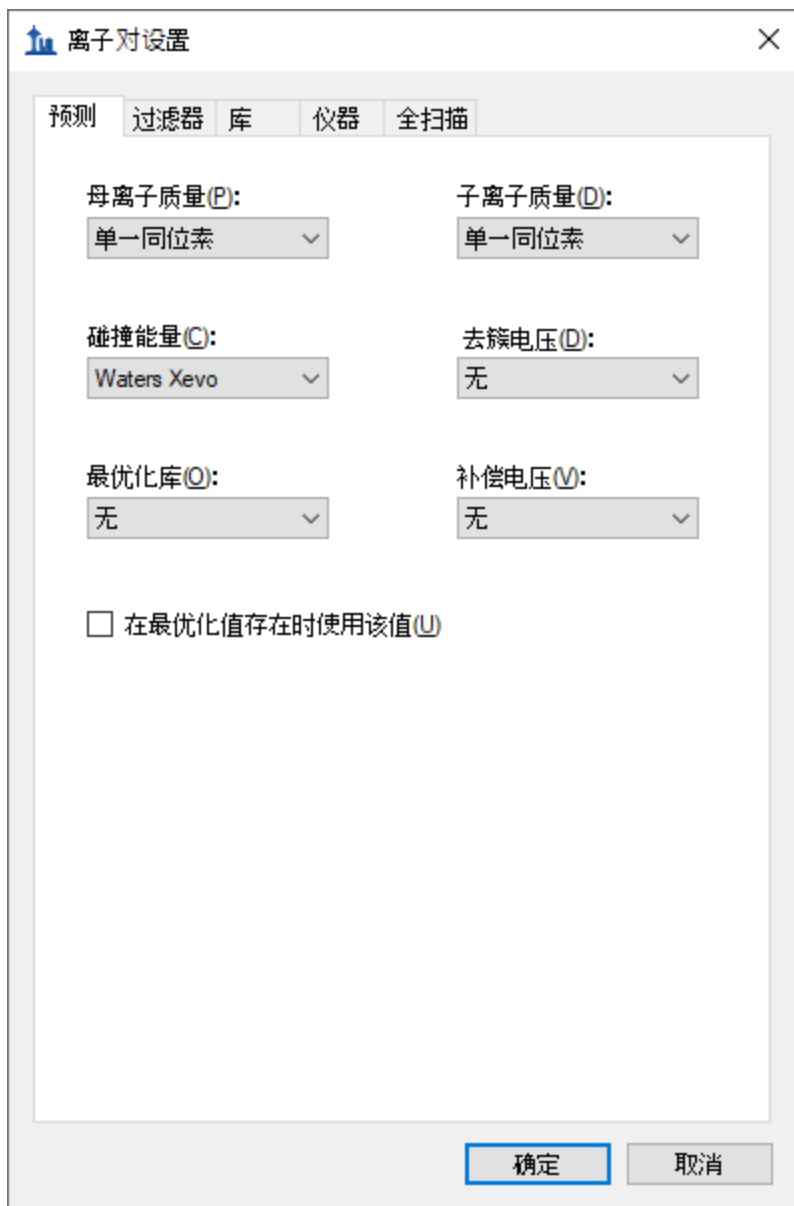 离子对设置
预测 过滤器 库 仪器 全扫描
母离子质量(P): 子离子质量(D):
单一同位素 单一同位素
碰撞能量(C): 去簇电压(D):
Waters Xevo 无
最优化库(O): 补偿电压(V):
无 无
在最优化值存在时使用该值(U)
确定 取消